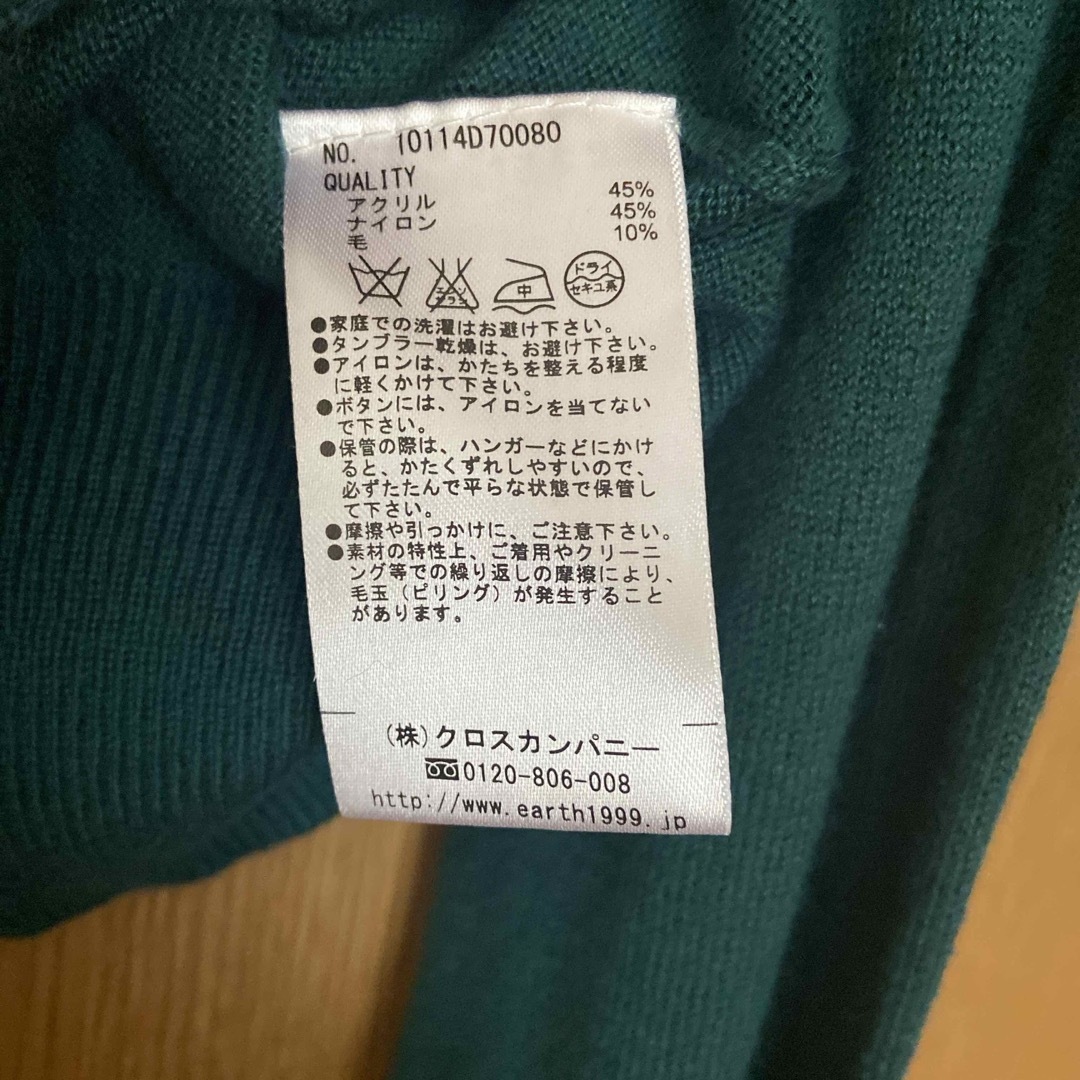 NO. 10114D70080
QUALITY
アクリル 45%
ナイロン 45%
毛 10%
エンソ サラシ 中 ドライ セキユ系
●家庭での洗濯はお避け下さい。
●タンブラー乾燥は、お避け下さい。
●アイロンは、かたちを整える程度
に軽くかけて下さい。
●ボタンには、アイロンを当てない
で下さい。
●保管の際は、ハンガーなどにかけ
ると、かたくずれしやすいので、
必ずたたんで平らな状態で保管し
て下さい。
●摩擦や引っかけに、ご注意下さい。
●素材の特性上、ご着用やクリーニ
ング等での繰り返しの摩擦により、
毛玉(ピリング)が発生すること
があります。
(株)クロスカンパニー
0120-806-008
http://www.earth1999.jp